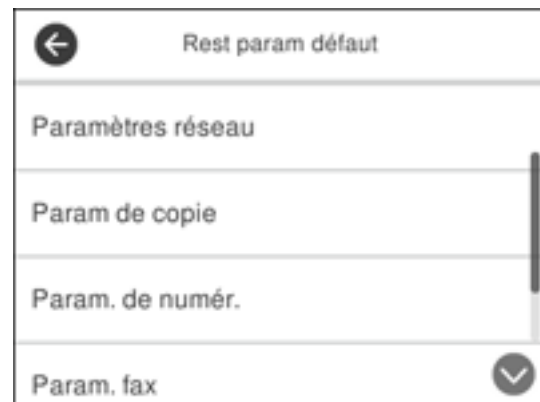 Rest param défaut
Paramètres réseau
Param de copie
Param. de numér.
Param. fax